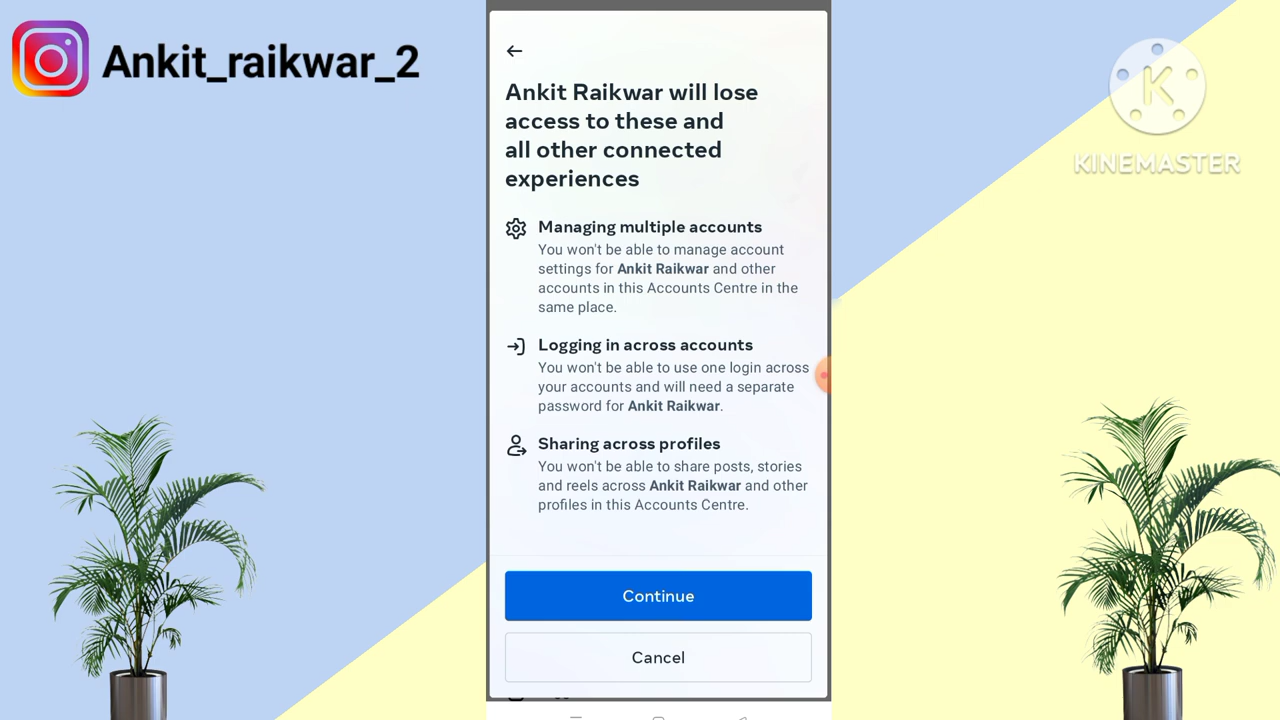 Ankit_raikwar_2
KINEMASTER
Ankit Raikwar will lose
access to these and
all other connected
experiences
Managing multiple accounts
You won't be able to manage account
settings for Ankit Raikwar and other
accounts in this Accounts Centre in the
same place.
Logging in across accounts
You won't be able to use one login across
your accounts and will need a separate
password for Ankit Raikwar.
Sharing across profiles
You won't be able to share posts, stories
and reels across Ankit Raikwar and other
profiles in this Accounts Centre.
Continue
Cancel